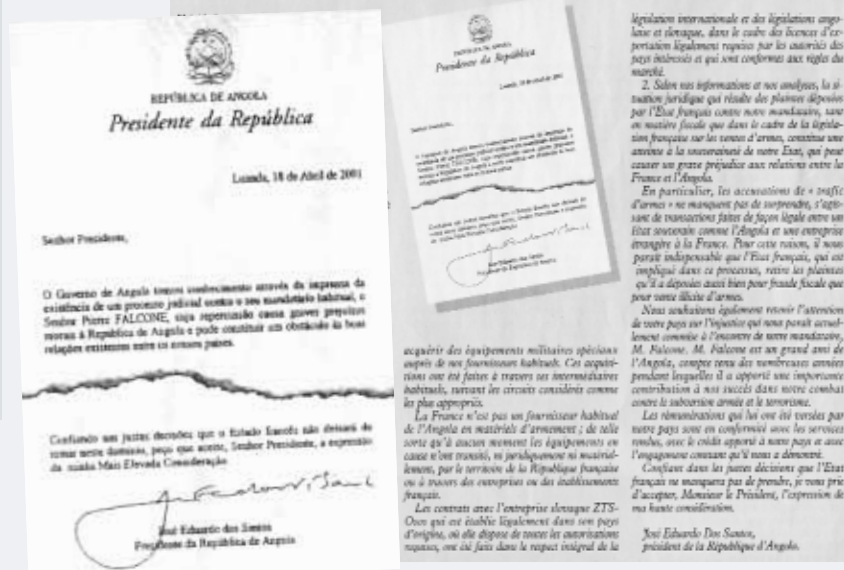 REPÚBLICA DE ANGOLA
Presidente da República
Luanda, 18 de Abril de 2001
Senhor Presidente,
O Governo de Angola tomou conhecimento através da imprensa da
existência de um processo judicial contra o seu mandatário habitual, o
Senhor Pierre FALCONE, cuja repercussão causa graves prejuízos
morais à República de Angola e pode constituir um obstáculo às boas
relações existentes entre os nossos países.
Confiando nas justas decisões que o Estado francês não deixará de
tomar neste domínio, peço que aceite, Senhor Presidente, a expressão
da minha Mais Elevada Consideração
José Eduardo dos Santos
Presidente da República de Angola
Presidente da República
Senhor Presidente,
José Eduardo dos Santos
acquérir des équipements militaires spéciaux
auprès de nos fournisseurs habituels. Ces acquisi-
tions ont été faites à travers ses intermédiaires
habituels, suivant les circuits considérés comme
les plus appropriés.
La France n'est pas un fournisseur habituel
de l'Angola en matériels d'armement ; de telle
sorte qu'à aucun moment les équipements en
cause n'ont transité, ni juridiquement ni matériel-
lement, par le territoire de la République française
ou à travers des entreprises ou des établissements
français.
Les contrats avec l'entreprise slovaque ZTS-
Osos qui est établie légalement dans son pays
d'origine, où elle dispose de toutes les autorisations
requises, ont été faits dans le respect intégral de la
législation internationale et des législations ango-
laise et slovaque, dans le cadre des licences d'ex-
portation légalement requises par les autorités des
pays intéressés et qui sont conformes aux règles du
marché.
2. Selon nos informations et nos analyses, la si-
tuation juridique qui résulte des plaintes déposées
par l'Etat français contre notre mandataire, tant
en matière fiscale que dans le cadre de la législa-
tion française sur les ventes d'armes, constitue une
atteinte à la souveraineté de notre Etat, qui peut
causer un grave préjudice aux relations entre la
France et l'Angola.
En particulier, les accusations de « trafic
d'armes » ne manquent pas de surprendre, s'agis-
sant de transactions faites de façon légale entre un
Etat souverain comme l'Angola et une entreprise
étrangère à la France. Pour cette raison, il nous
paraît indispensable que l'Etat français, qui est
impliqué dans ce processus, retire les plaintes
qu'il a déposées aussi bien pour fraude fiscale que
pour vente illicite d'armes.
Nous souhaitons également retenir l'attention
de votre pays sur l'injustice qui nous paraît actuel-
lement commise à l'encontre de notre mandataire,
M. Falcone. M. Falcone est un grand ami de
l'Angola, compte tenu des nombreuses années
pendant lesquelles il a apporté une importante
contribution à nos succès dans notre combat
contre la subversion armée et le terrorisme.
Les rémunérations qui lui ont été versées par
notre pays sont en conformité avec les services
rendus, avec le crédit apporté à notre pays et avec
l'engagement constant qu'il nous a démontré.
Confiant dans les justes décisions que l'Etat
français ne manquera pas de prendre, je vous prie
d'accepter, Monsieur le Président, l'expression de
ma haute considération.
José Eduardo Dos Santos,
président de la République d'Angola.